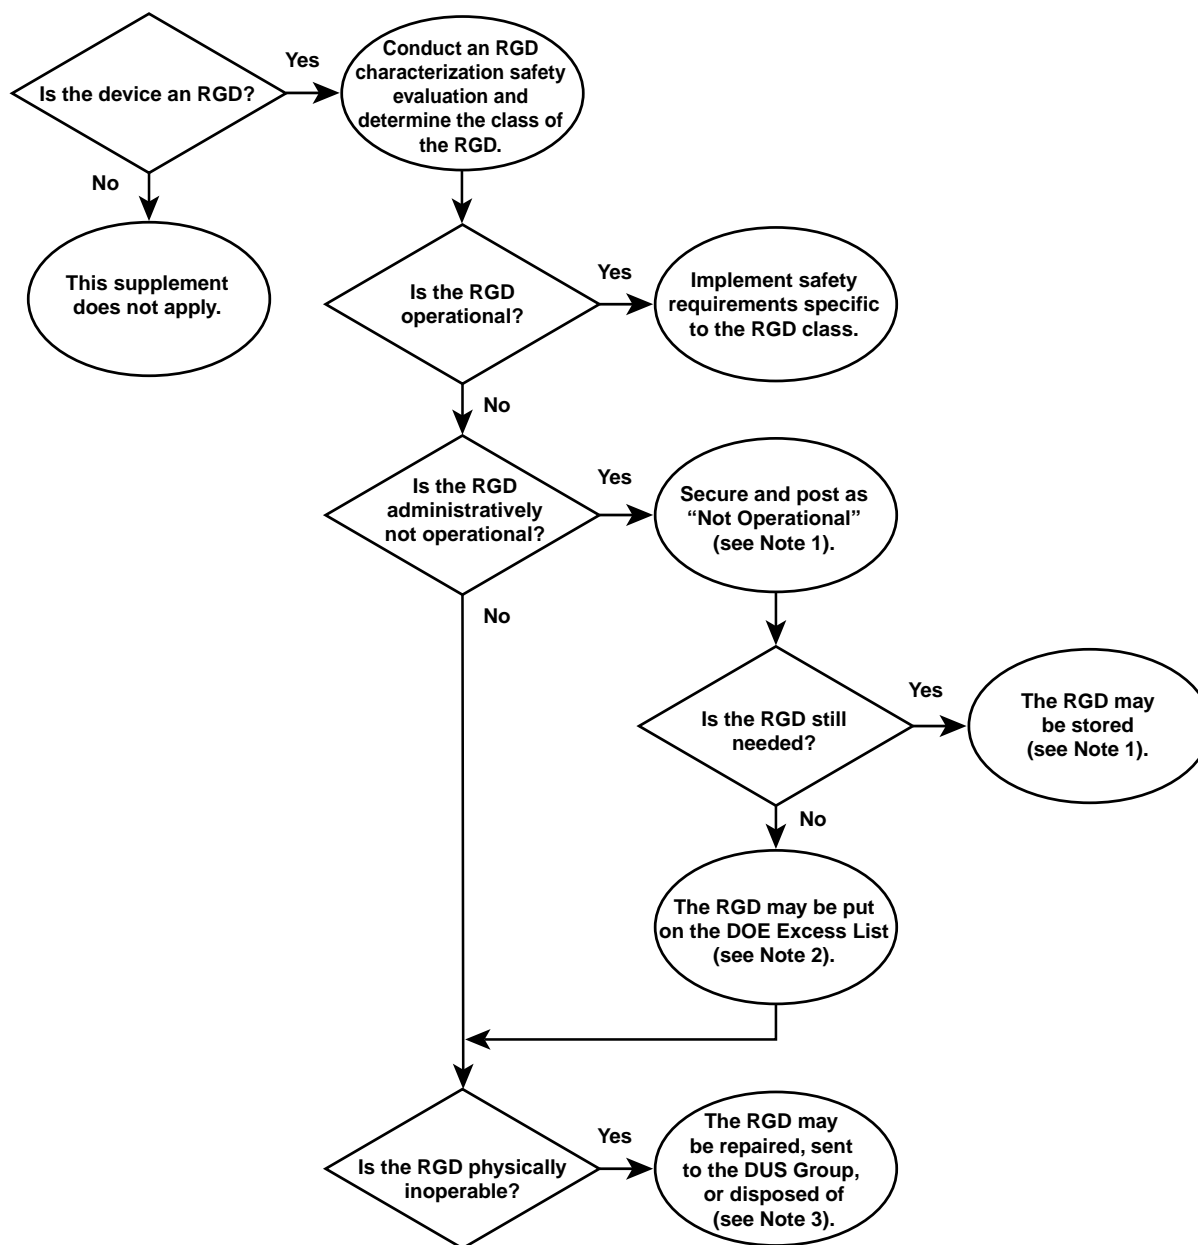 Is the device an RGD?
Yes
Conduct an RGD
characterization safety
evaluation and
determine the class of
the RGD.
No
This supplement
does not apply.
Is the RGD
operational?
Yes
Implement safety
requirements specific
to the RGD class.
No
Is the RGD
administratively
not operational?
Yes
Secure and post as
“Not Operational”
(see Note 1).
No
Is the RGD still
needed?
Yes
The RGD may
be stored
(see Note 1).
No
The RGD may be put
on the DOE Excess List
(see Note 2).
Is the RGD physically
inoperable?
Yes
The RGD may
be repaired, sent
to the DUS Group,
or disposed of
(see Note 3).